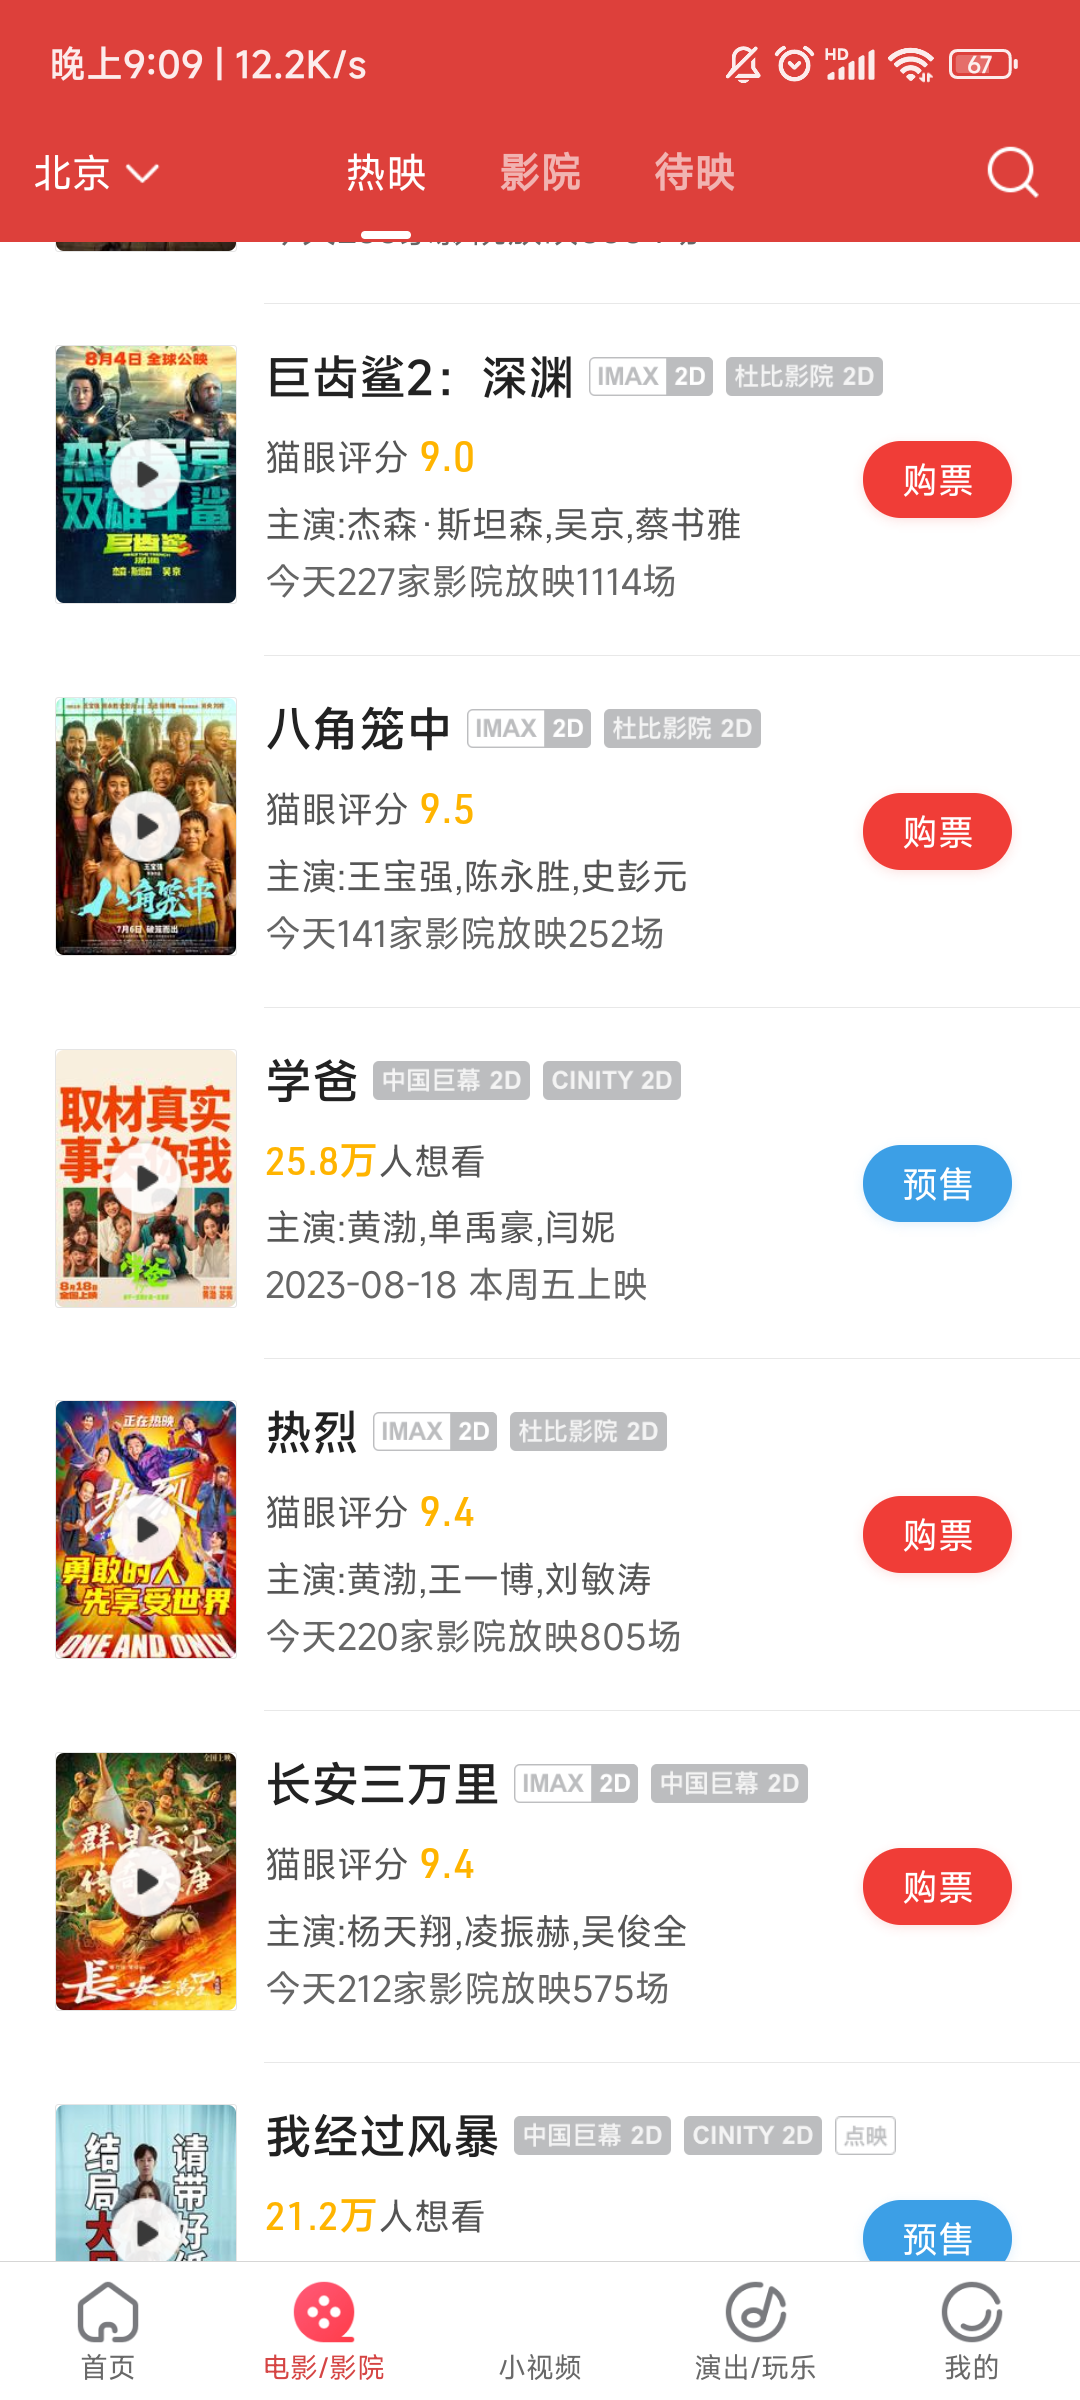 晚上9:09 | 12.2K/s
HD
67
北京
热映
影院
待映
8月4日 全球公映
双雄斗鲨
巨齿鲨2
深渊
杰森·斯坦森 吴京
巨齿鲨2：深渊 IMAX 2D 杜比影院 2D
猫眼评分 9.0
购票
主演:杰森·斯坦森,吴京,蔡书雅
今天227家影院放映1114场
王宝强
八角笼中
7月6日 破笼而出
八角笼中 IMAX 2D 杜比影院 2D
猫眼评分 9.5
购票
主演:王宝强,陈永胜,史彭元
今天141家影院放映252场
取材真实
事关你我
学爸
8月18日
全国上映
学爸 中国巨幕 2D CINITY 2D
25.8万人想看
预售
主演:黄渤,单禹豪,闫妮
2023-08-18 本周五上映
正在热映
热烈
勇敢的人
先享受世界
ONE AND ONLY
热烈 IMAX 2D 杜比影院 2D
猫眼评分 9.4
购票
主演:黄渤,王一博,刘敏涛
今天220家影院放映805场
全国上映
群星交汇
传奇大唐
长安三万里
长安三万里 IMAX 2D 中国巨幕 2D
猫眼评分 9.4
购票
主演:杨天翔,凌振赫,吴俊全
今天212家影院放映575场
请带好
结局大
我经过风暴 中国巨幕 2D CINITY 2D 点映
21.2万人想看
预售
首页
电影/影院
小视频
演出/玩乐
我的